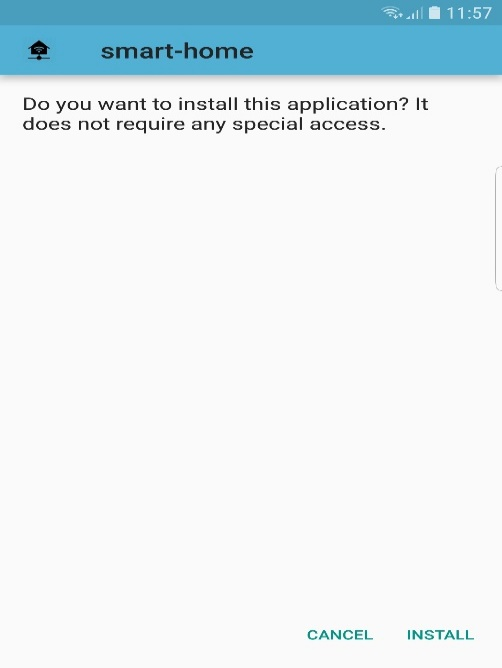 11:57
smart-home
Do you want to install this application? It
does not require any special access.
CANCEL INSTALL